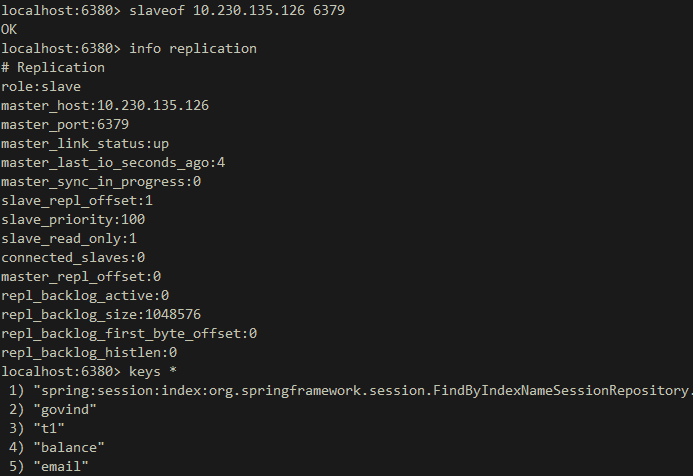 localhost:6380> slaveof 10.230.135.126 6379
OK
localhost:6380> info replication
# Replication
role:slave
master_host:10.230.135.126
master_port:6379
master_link_status:up
master_last_io_seconds_ago:4
master_sync_in_progress:0
slave_repl_offset:1
slave_priority:100
slave_read_only:1
connected_slaves:0
master_repl_offset:0
repl_backlog_active:0
repl_backlog_size:1048576
repl_backlog_first_byte_offset:0
repl_backlog_histlen:0
localhost:6380> keys *
1) "spring:session:index:org.springframework.session.FindByIndexNameSessionRepository.
2) "govind"
3) "t1"
4) "balance"
5) "email"